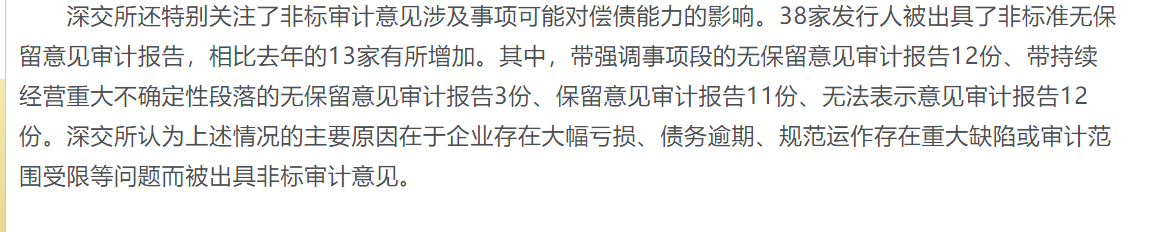 深交所还特别关注了非标审计意见涉及事项可能对偿债能力的影响。38家发行人被出具了非标准无保
留意见审计报告，相比去年的13家有所增加。其中，带强调事项段的无保留意见审计报告12份、带持续
经营重大不确定性段落的无保留意见审计报告3份、保留意见审计报告11份、无法表示意见审计报告12
份。深交所认为上述情况的主要原因在于企业存在大幅亏损、债务逾期、规范运作存在重大缺陷或审计范
围受限等问题而被出具非标审计意见。